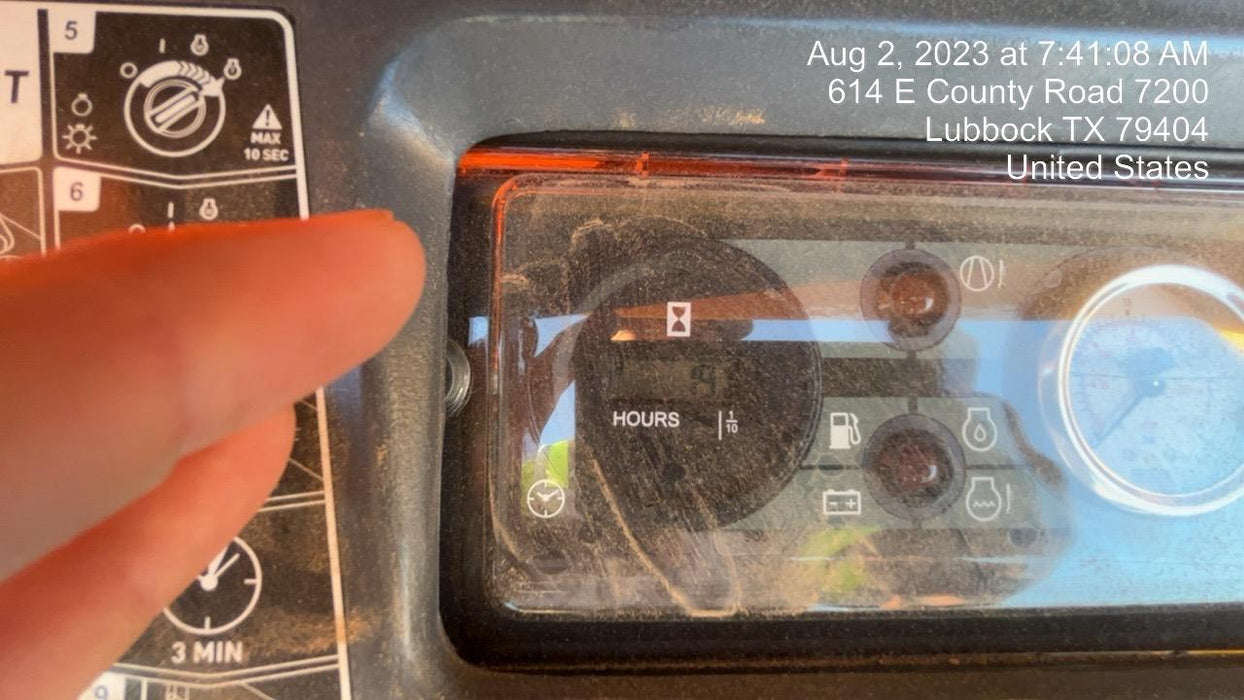 Aug 2, 2023 at 7:41:08 AM
614 E County Road 7200
Lubbock TX 79404
United States
T
5
MAX
10 SEC
6
HOURS
1/10
3 MIN
9